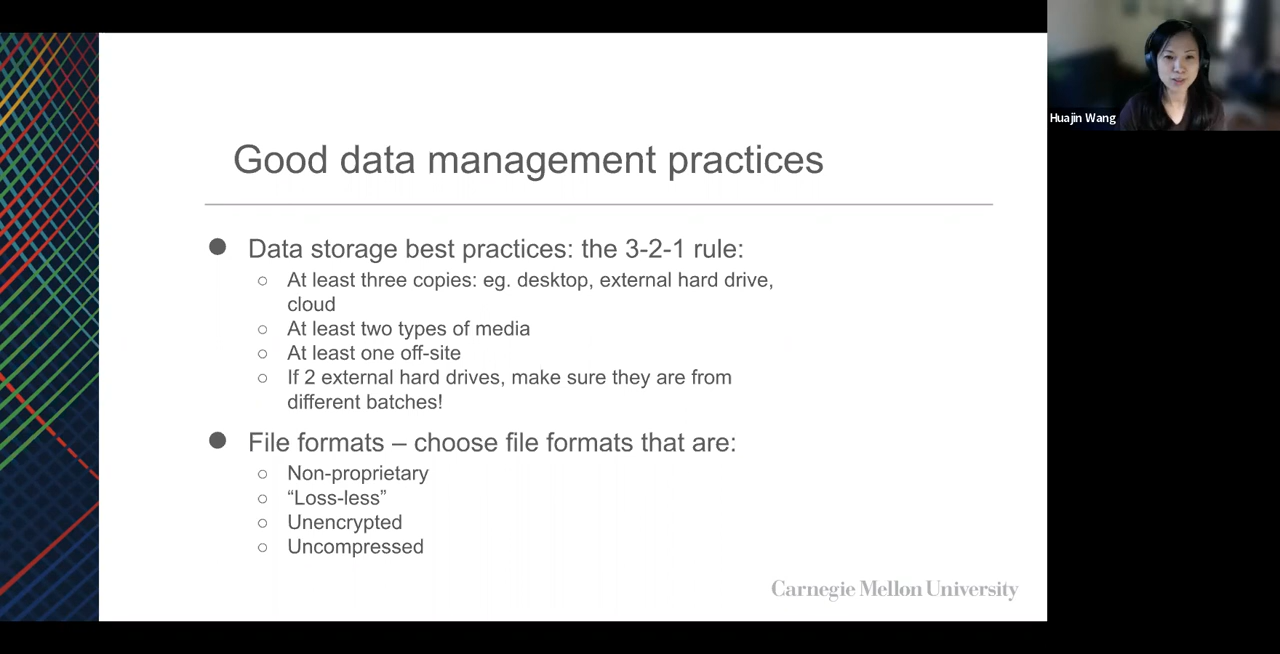 Good data management practices
● Data storage best practices: the 3-2-1 rule:
○ At least three copies: eg. desktop, external hard drive,
cloud
○ At least two types of media
○ At least one off-site
○ If 2 external hard drives, make sure they are from
different batches!
● File formats – choose file formats that are:
○ Non-proprietary
○ “Loss-less”
○ Unencrypted
○ Uncompressed
Carnegie Mellon University
Huajin Wang